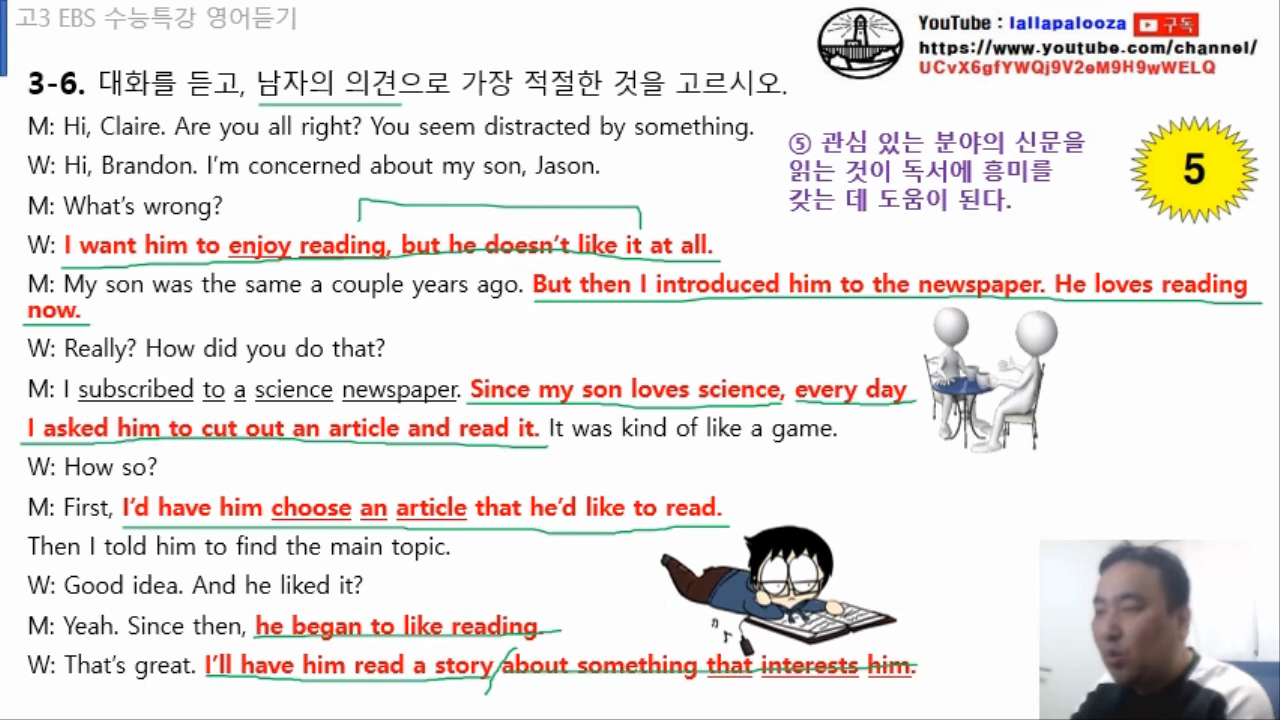 고3 EBS 수능특강 영어듣기
YouTube : lallapalooza 구독
https://www.youtube.com/channel/
UCvX6gfYWQj9V2eM9H9wWELQ
3-6. 대화를 듣고, 남자의 의견으로 가장 적절한 것을 고르시오.
M: Hi, Claire. Are you all right? You seem distracted by something.
W: Hi, Brandon. I'm concerned about my son, Jason.
M: What's wrong?
W: I want him to enjoy reading, but he doesn't like it at all.
M: My son was the same a couple years ago. But then I introduced him to the newspaper. He loves reading
now.
W: Really? How did you do that?
M: I subscribed to a science newspaper. Since my son loves science, every day
I asked him to cut out an article and read it. It was kind of like a game.
W: How so?
M: First, I'd have him choose an article that he'd like to read.
Then I told him to find the main topic.
W: Good idea. And he liked it?
M: Yeah. Since then, he began to like reading.
W: That's great. I'll have him read a story about something that interests him.
⑤ 관심 있는 분야의 신문을
읽는 것이 독서에 흥미를
갖는 데 도움이 된다.
5